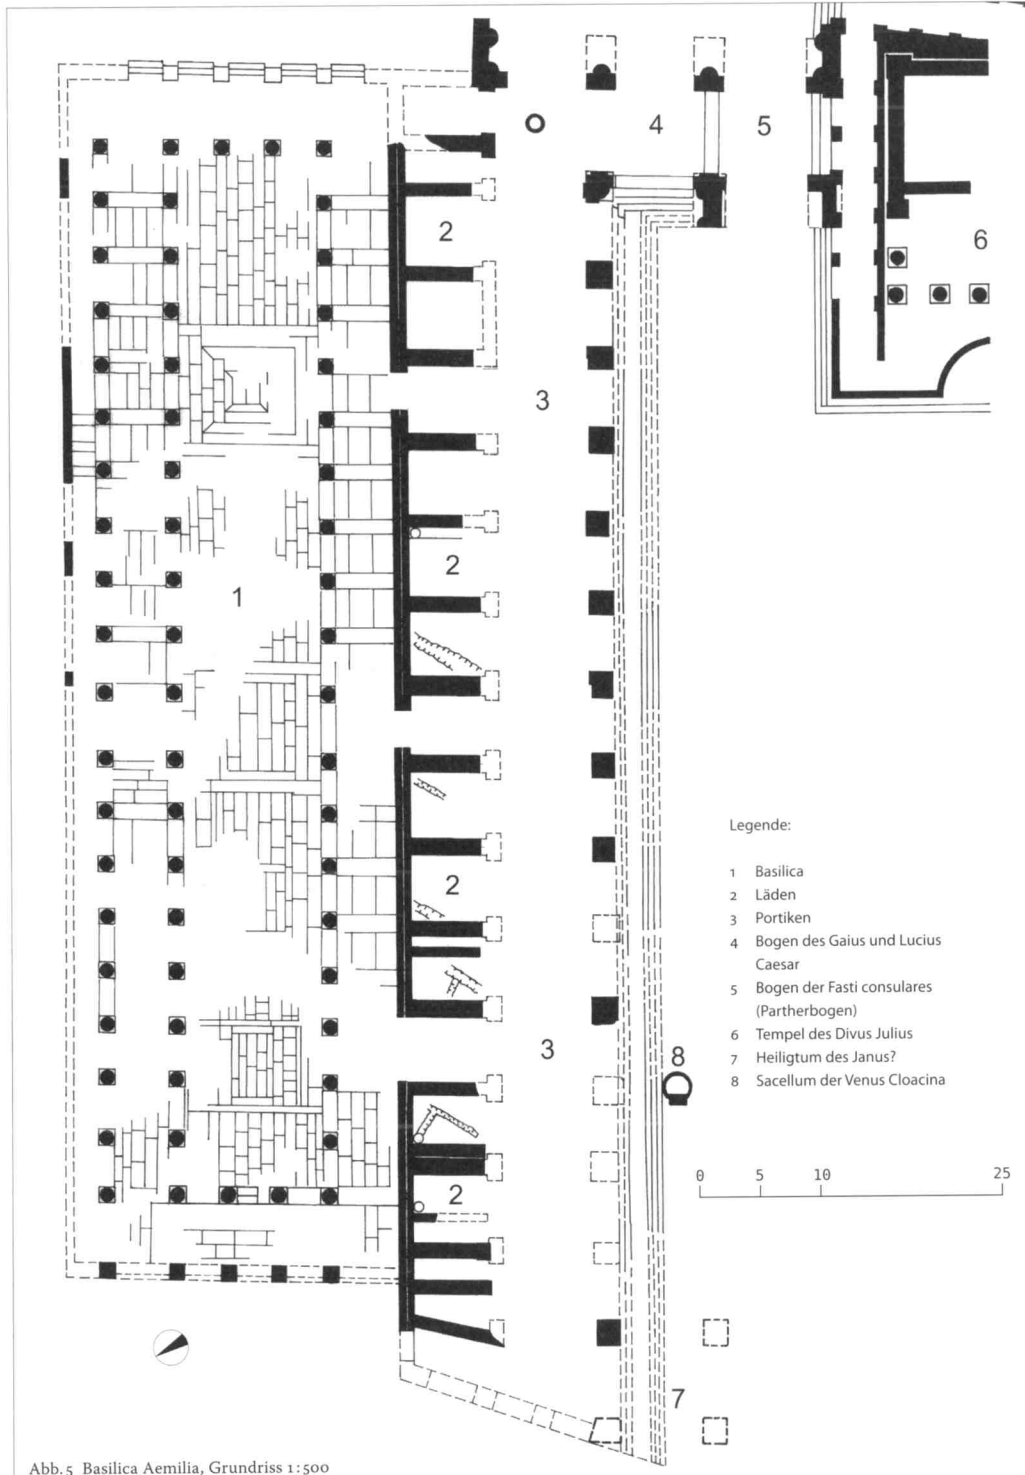 4
5
2
6
3
2
1
2
3
8
2
7
Legende:
1 Basilica
2 Läden
3 Portiken
4 Bogen des Gaius und Lucius
Caesar
5 Bogen der Fasti consulares
(Partherbogen)
6 Tempel des Divus Julius
7 Heiligtum des Janus?
8 Sacellum der Venus Cloacina
0 5 10 25
Abb. 5 Basilica Aemilia, Grundriss 1:500